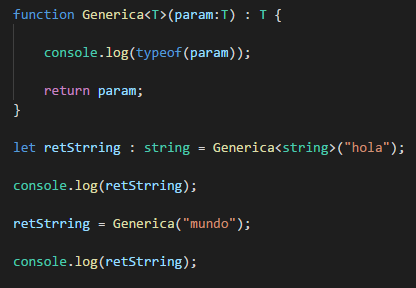 function Generica<T>(param:T) : T {
console.log(typeof(param));
return param;
}
let retStrring : string = Generica<string>("hola");
console.log(retStrring);
retStrring = Generica("mundo");
console.log(retStrring);